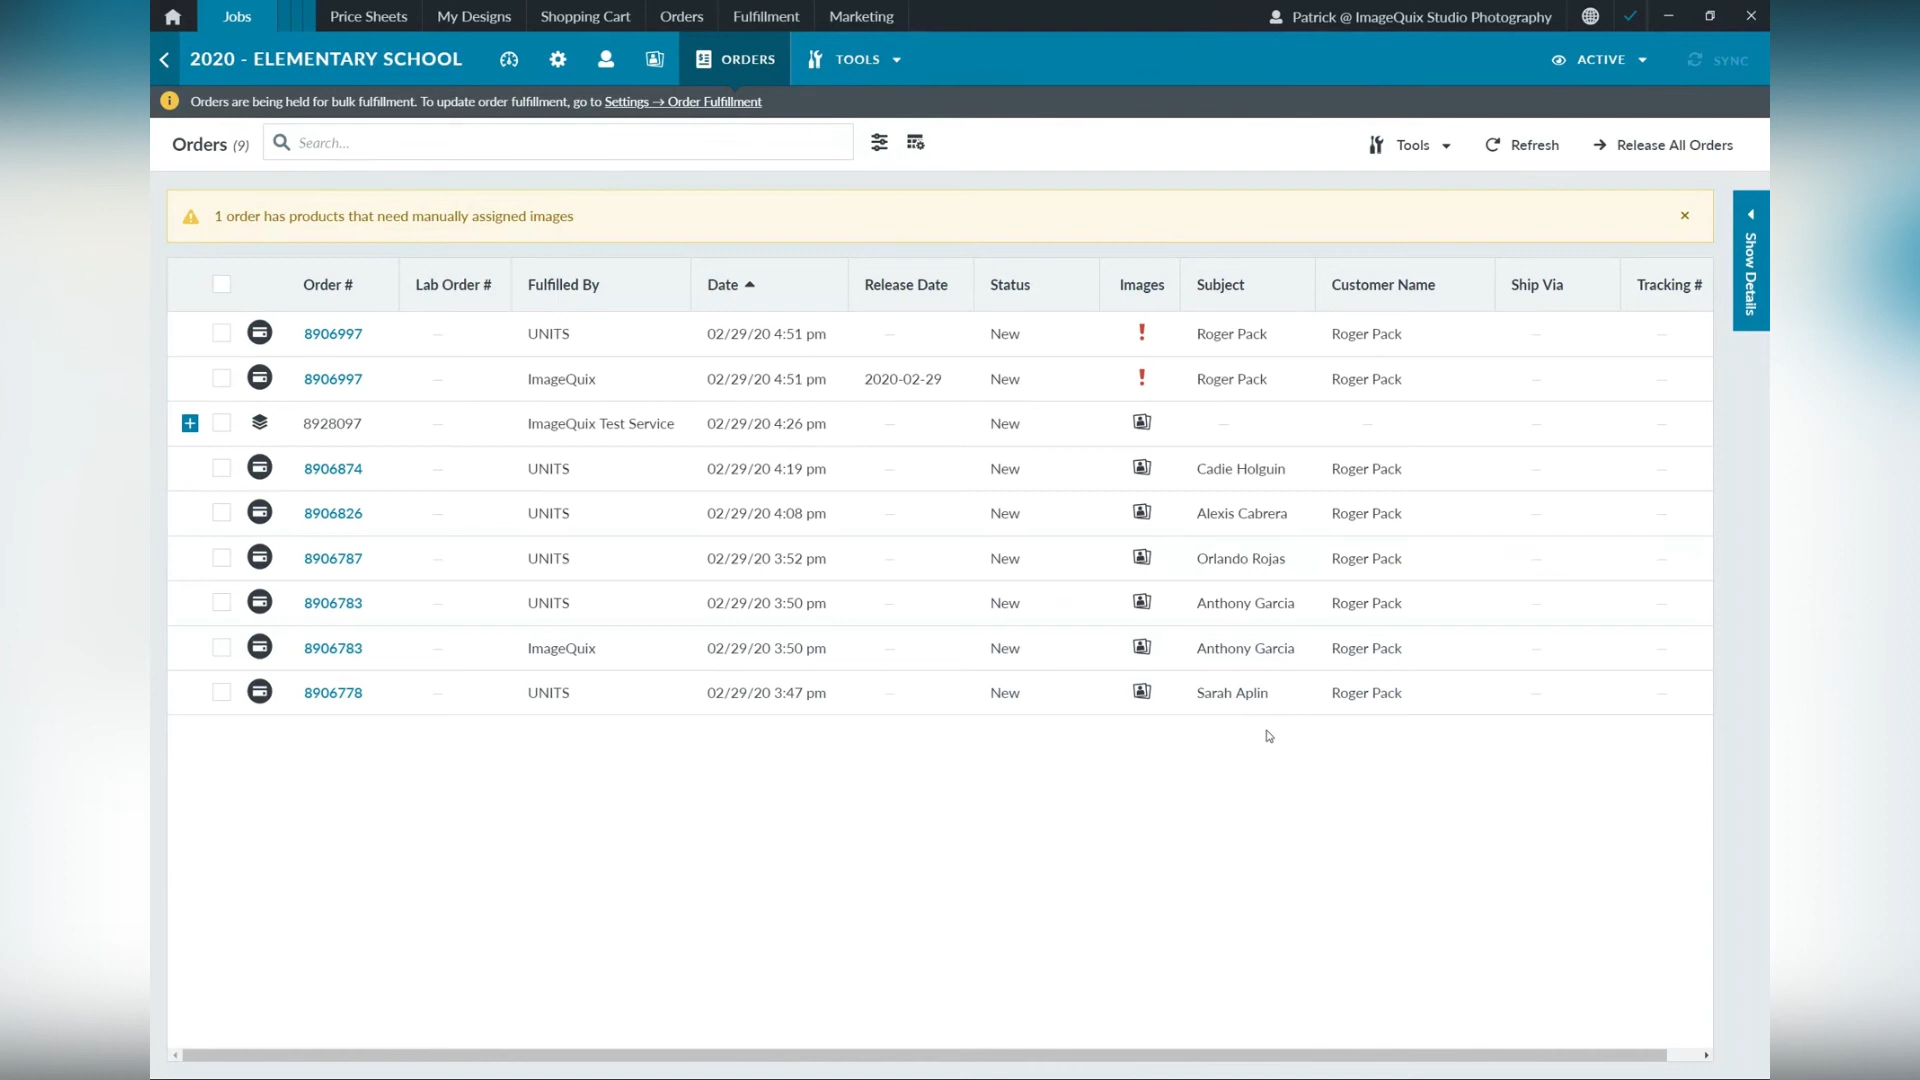 Jobs Price Sheets My Designs Shopping Cart Orders Fulfillment Marketing Patrick @ ImageQuix Studio Photography
2020 - ELEMENTARY SCHOOL ORDERS TOOLS ACTIVE SYNC
Orders are being held for bulk fulfillment. To update order fulfillment, go to Settings → Order Fulfillment
Orders (9) Search... Tools Refresh Release All Orders
1 order has products that need manually assigned images
Show Details
Order # Lab Order # Fulfilled By Date Release Date Status Images Subject Customer Name Ship Via Tracking #
8906997 — UNITS 02/29/20 4:51 pm — New Roger Pack Roger Pack — —
8906997 — ImageQuix 02/29/20 4:51 pm 2020-02-29 New Roger Pack Roger Pack — —
8928097 — ImageQuix Test Service 02/29/20 4:26 pm — New — — — —
8906874 — UNITS 02/29/20 4:19 pm — New Cadie Holguin Roger Pack — —
8906826 — UNITS 02/29/20 4:08 pm — New Alexis Cabrera Roger Pack — —
8906787 — UNITS 02/29/20 3:52 pm — New Orlando Rojas Roger Pack — —
8906783 — UNITS 02/29/20 3:50 pm — New Anthony Garcia Roger Pack — —
8906783 — ImageQuix 02/29/20 3:50 pm — New Anthony Garcia Roger Pack — —
8906778 — UNITS 02/29/20 3:47 pm — New Sarah Aplin Roger Pack — —